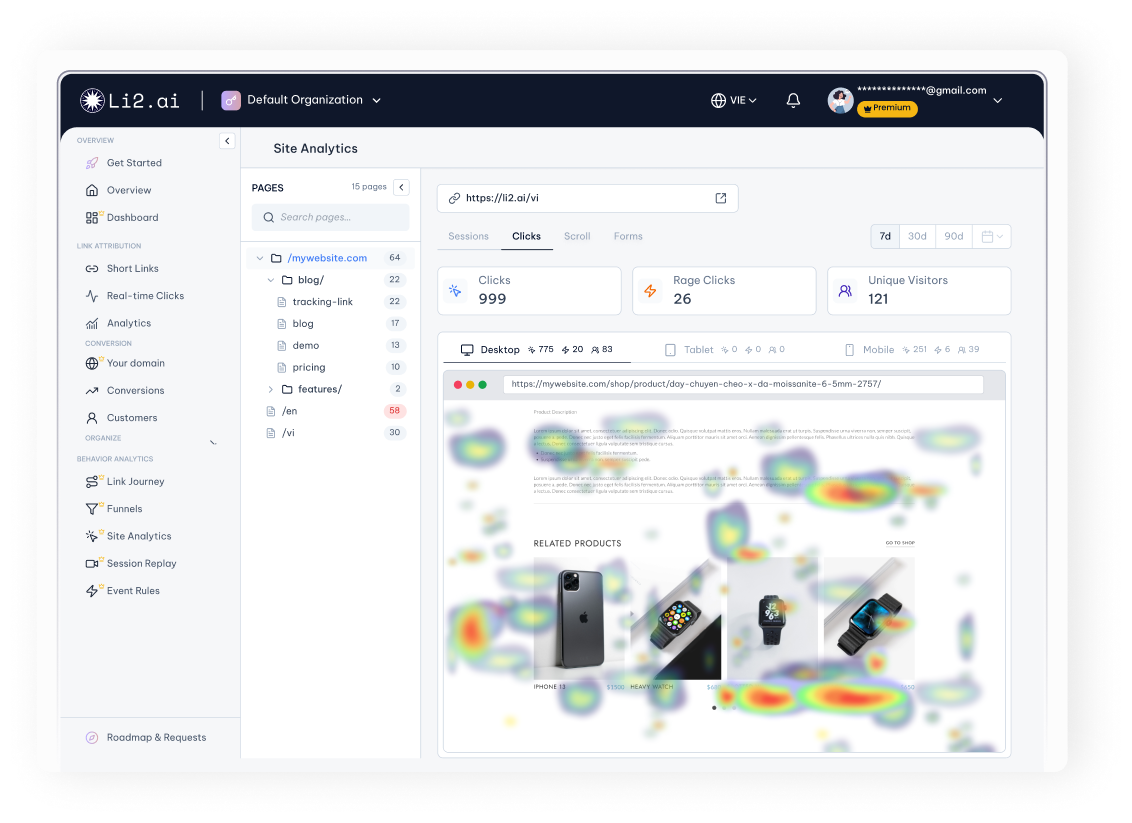 Li2.ai
Default Organization
VIE
**************@gmail.com
Premium
OVERVIEW
Get Started
Overview
Dashboard
LINK ATTRIBUTION
Short Links
Real-time Clicks
Analytics
CONVERSION
Your domain
Conversions
Customers
ORGANIZE
BEHAVIOR ANALYTICS
Link Journey
Funnels
Site Analytics
Session Replay
Event Rules
Roadmap & Requests
Site Analytics
PAGES 15 pages
Search pages...
/mywebsite.com 64
blog/ 22
tracking-link 22
blog 17
demo 13
pricing 10
features/ 2
/en 58
/vi 30
https://li2.ai/vi
Sessions Clicks Scroll Forms
7d 30d 90d
Clicks
999
Rage Clicks
26
Unique Visitors
121
Desktop 775 20 83
Tablet 0 0 0
Mobile 251 6 39
https://mywebsite.com/shop/product/day-chuyen-cheo-x-da-moissanite-6-5mm-2757/
Product Description
RELATED PRODUCTS
GO TO SHOP
IPHONE 13 $3500 HEAVY WATCH